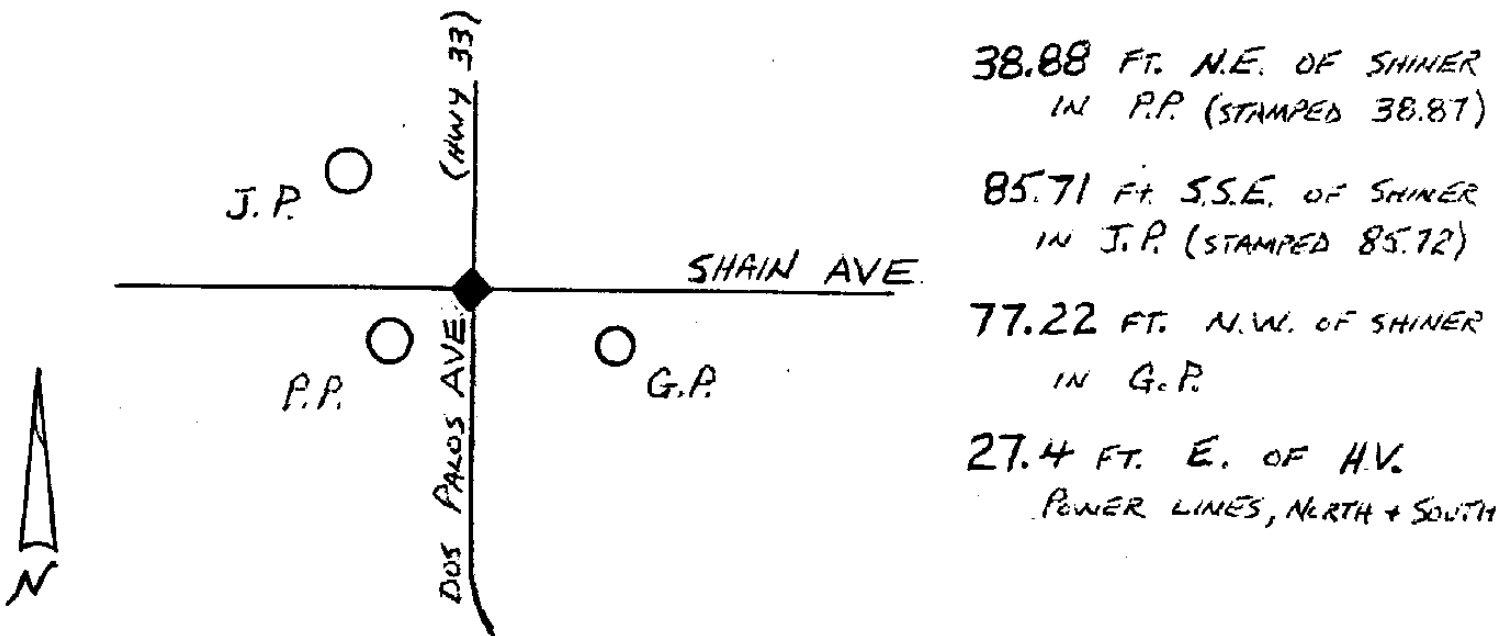 (HWY 33)
J.P.
SHAIN AVE.
P.P.
DOS PALOS AVE.
G.P.
N
38.88 FT. N.E. OF SHINER
IN P.P. (STAMPED 38.87)
85.71 FT. S.S.E. OF SHINER
IN J.P. (STAMPED 85.72)
77.22 FT. N.W. OF SHINER
IN G.P.
27.4 FT. E. OF H.V.
POWER LINES, NORTH + SOUTH